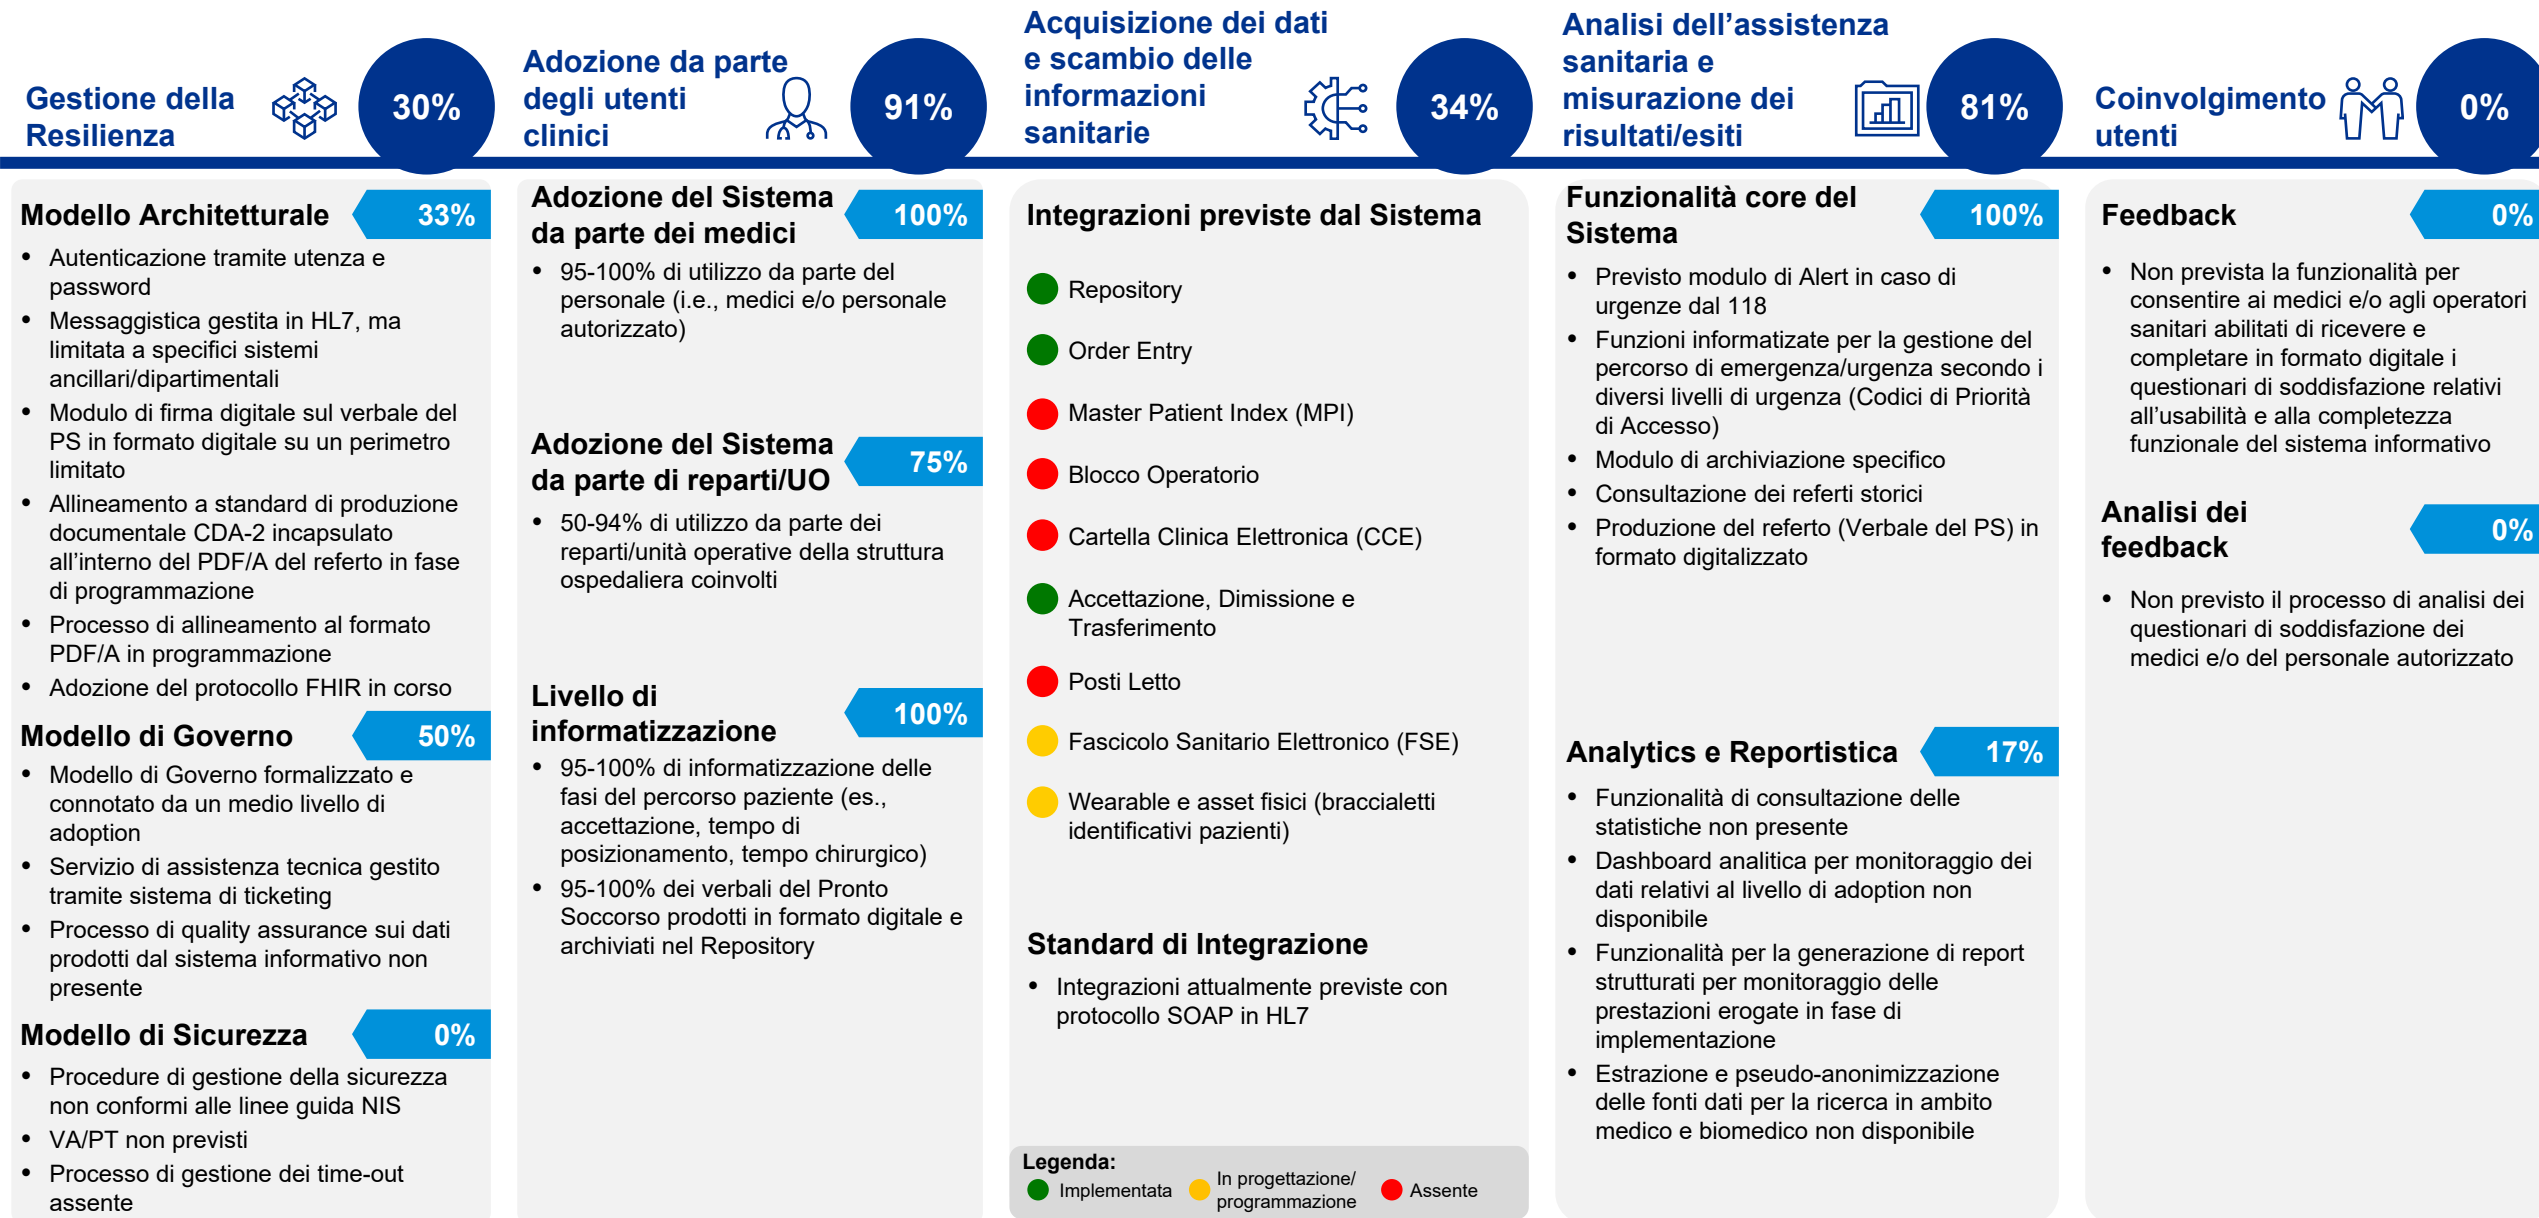 Gestione della
Resilienza
30%
Adozione da parte
degli utenti
clinici
91%
Acquisizione dei dati
e scambio delle
informazioni
sanitarie
34%
Analisi dell’assistenza
sanitaria e
misurazione dei
risultati/esiti
81%
Coinvolgimento
utenti
0%
Modello Architetturale
33%
• Autenticazione tramite utenza e
password
• Messaggistica gestita in HL7, ma
limitata a specifici sistemi
ancillari/dipartimentali
• Modulo di firma digitale sul verbale del
PS in formato digitale su un perimetro
limitato
• Allineamento a standard di produzione
documentale CDA-2 incapsulato
all’interno del PDF/A del referto in fase
di programmazione
• Processo di allineamento al formato
PDF/A in programmazione
• Adozione del protocollo FHIR in corso
Modello di Governo
50%
• Modello di Governo formalizzato e
connotato da un medio livello di
adoption
• Servizio di assistenza tecnica gestito
tramite sistema di ticketing
• Processo di quality assurance sui dati
prodotti dal sistema informativo non
presente
Modello di Sicurezza
0%
• Procedure di gestione della sicurezza
non conformi alle linee guida NIS
• VA/PT non previsti
• Processo di gestione dei time-out
assente
Adozione del Sistema
da parte dei medici
100%
• 95-100% di utilizzo da parte del
personale (i.e., medici e/o personale
autorizzato)
Adozione del Sistema
da parte di reparti/UO
75%
• 50-94% di utilizzo da parte dei
reparti/unità operative della struttura
ospedaliera coinvolti
Livello di
informatizzazione
100%
• 95-100% di informatizzazione delle
fasi del percorso paziente (es.,
accettazione, tempo di
posizionamento, tempo chirurgico)
• 95-100% dei verbali del Pronto
Soccorso prodotti in formato digitale e
archiviati nel Repository
Integrazioni previste dal Sistema
Repository
Order Entry
Master Patient Index (MPI)
Blocco Operatorio
Cartella Clinica Elettronica (CCE)
Accettazione, Dimissione e
Trasferimento
Posti Letto
Fascicolo Sanitario Elettronico (FSE)
Wearable e asset fisici (braccialetti
identificativi pazienti)
Standard di Integrazione
• Integrazioni attualmente previste con
protocollo SOAP in HL7
Legenda:
Implementata
In progettazione/
programmazione
Assente
Funzionalità core del
Sistema
100%
• Previsto modulo di Alert in caso di
urgenze dal 118
• Funzioni informatizate per la gestione del
percorso di emergenza/urgenza secondo i
diversi livelli di urgenza (Codici di Priorità
di Accesso)
• Modulo di archiviazione specifico
• Consultazione dei referti storici
• Produzione del referto (Verbale del PS) in
formato digitalizzato
Analytics e Reportistica
17%
• Funzionalità di consultazione delle
statistiche non presente
• Dashboard analitica per monitoraggio dei
dati relativi al livello di adoption non
disponibile
• Funzionalità per la generazione di report
strutturati per monitoraggio delle
prestazioni erogate in fase di
implementazione
• Estrazione e pseudo-anonimizzazione
delle fonti dati per la ricerca in ambito
medico e biomedico non disponibile
Feedback
0%
• Non prevista la funzionalità per
consentire ai medici e/o agli operatori
sanitari abilitati di ricevere e
completare in formato digitale i
questionari di soddisfazione relativi
all’usabilità e alla completezza
funzionale del sistema informativo
Analisi dei
feedback
0%
• Non previsto il processo di analisi dei
questionari di soddisfazione dei
medici e/o del personale autorizzato